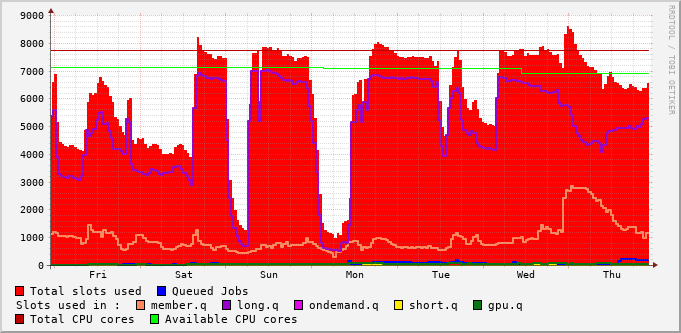 RRDTOOL / TOBI OETIKER
9000
8000
7000
6000
5000
4000
3000
2000
1000
0
Fri Sat Sun Mon Tue Wed Thu
Total slots used Queued Jobs
Slots used in : member.q long.q ondemand.q short.q gpu.q
Total CPU cores Available CPU cores